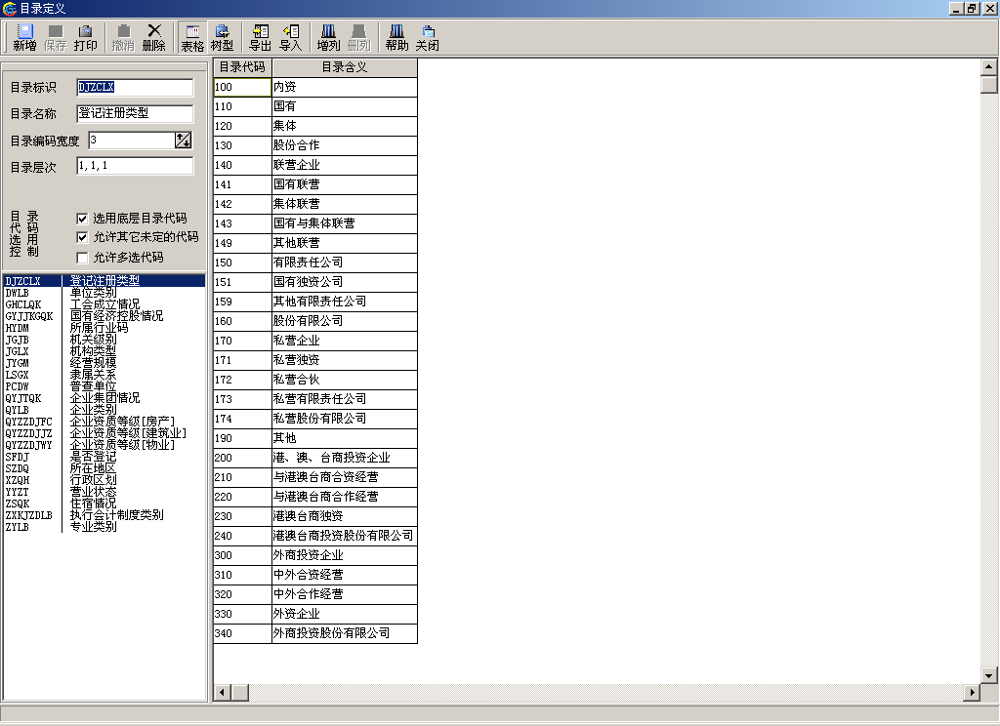 目录定义
新增 保存 打印 撤消 删除 表格 树型 导出 导入 增列 删列 帮助 关闭
目录标识 DJZCLX
目录名称 登记注册类型
目录编码宽度 3
目录层次 1,1,1
目录代码选用控制
选用底层目录代码
允许其它未定的代码
允许多选代码
DJZCLX 登记注册类型
DWLB 单位类别
GHCLQK 工会成立情况
GYJJKGQK 国有经济控股情况
HYDM 所属行业码
JGJB 机关级别
JGLX 机构类型
JYGM 经营规模
LSGX 隶属关系
PCDW 普查单位
QYJTQK 企业集团情况
QYLB 企业类别
QYZZDJFC 企业资质等级[房产]
QYZZDJJZ 企业资质等级[建筑业]
QYZZDJWY 企业资质等级[物业]
SFDJ 是否登记
SZDQ 所在地区
XZQH 行政区划
YYZT 营业状态
ZSQK 住宿情况
ZXKJZDLB 执行会计制度类别
ZYLB 专业类别
目录代码 目录含义
100 内资
110 国有
120 集体
130 股份合作
140 联营企业
141 国有联营
142 集体联营
143 国有与集体联营
149 其他联营
150 有限责任公司
151 国有独资公司
159 其他有限责任公司
160 股份有限公司
170 私营企业
171 私营独资
172 私营合伙
173 私营有限责任公司
174 私营股份有限公司
190 其他
200 港、澳、台商投资企业
210 与港澳台商合资经营
220 与港澳台商合作经营
230 港澳台商独资
240 港澳台商投资股份有限公司
300 外商投资企业
310 中外合资经营
320 中外合作经营
330 外资企业
340 外商投资股份有限公司